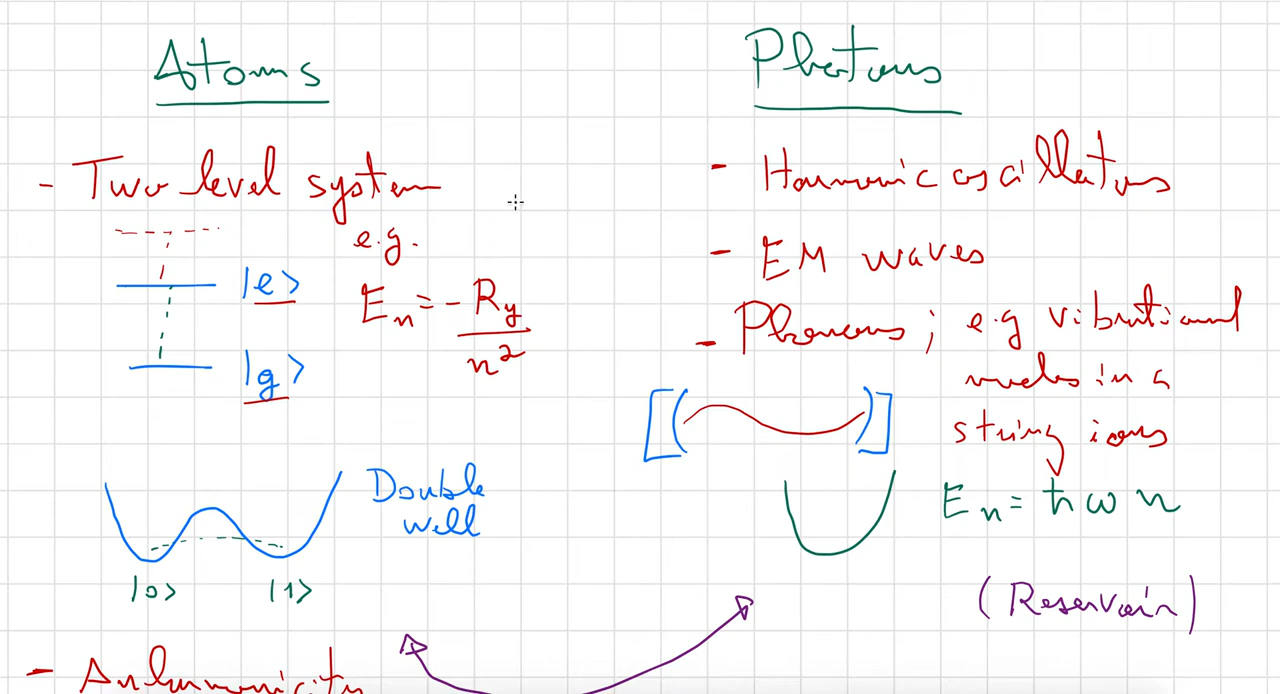 Atoms
- Two level system
e.g.
|e>
En = - Ry / n²
|g>
Double
well
|0> |1>
- Anharmonicity
Photons
- Harmonic oscillators
- EM waves
- Phonons; e.g vibrational
modes in a
string ions
En = ħωn
(Reservoir)